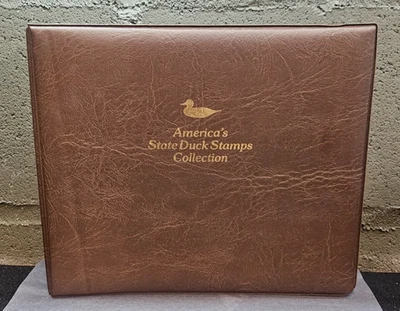 America's
State Duck Stamps
Collection